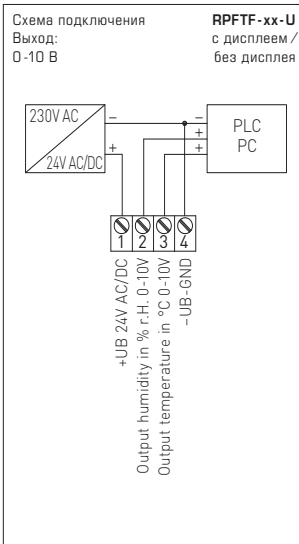 Схема подключения RPFTF-xx-U
Выход: с дисплеем /
0-10 В без дисплея
230V AC
24V AC/DC
–
+
PLC
PC
–
+
+
1 2 3 4
+UB 24V AC/DC
Output humidity in % r.H. 0-10V
Output temperature in °C 0-10V
–UB-GND